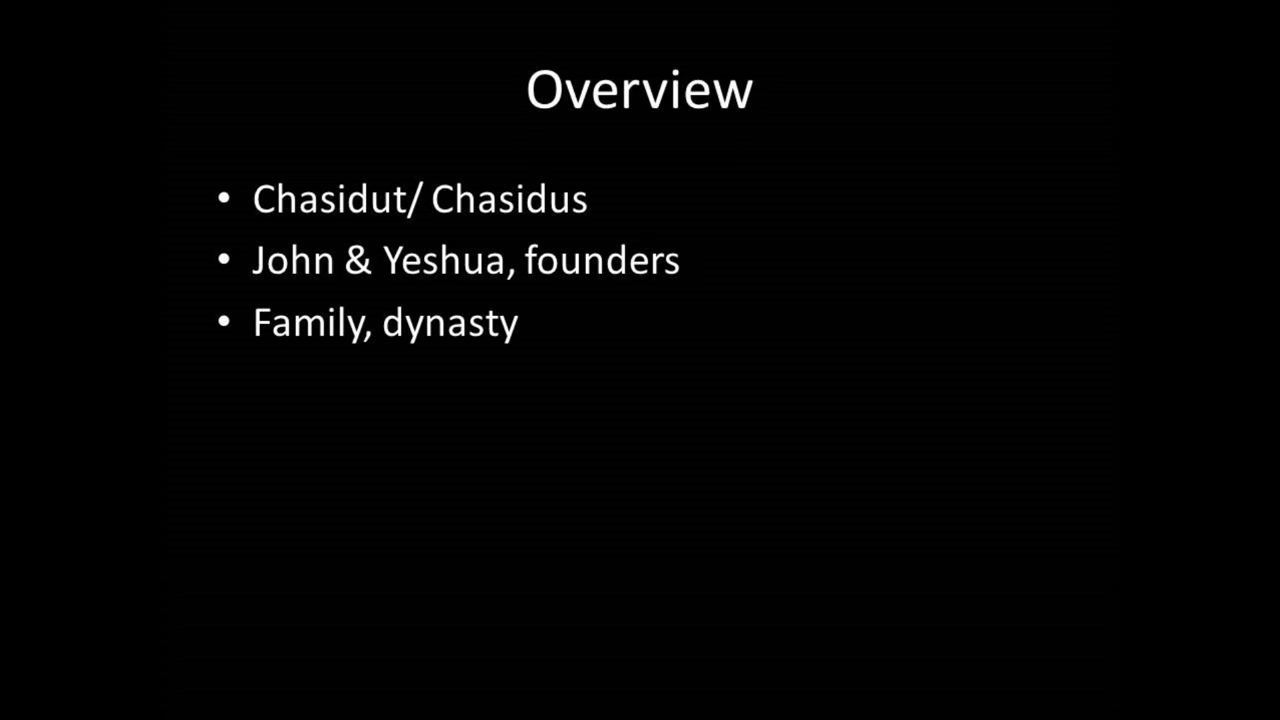 Overview
• Chasidut/ Chasidus
• John & Yeshua, founders
• Family, dynasty